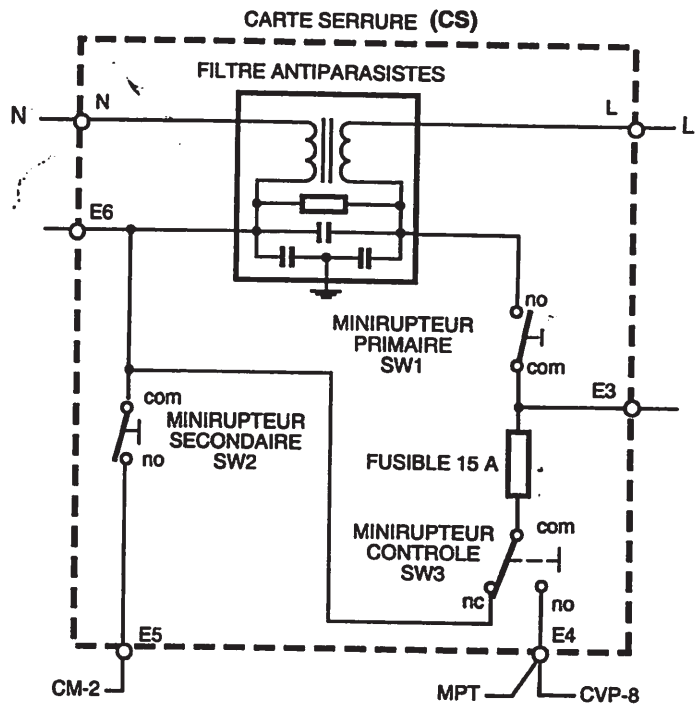 CARTE SERRURE (CS)
FILTRE ANTIPARASISTES
N
N
L
L
E6
no
MINIRUPTEUR
PRIMAIRE
SW1
com
E3
com
MINIRUPTEUR
SECONDAIRE
SW2
no
FUSIBLE 15 A
com
MINIRUPTEUR
CONTROLE
SW3
nc
no
E5
E4
CM-2
MPT
CVP-8